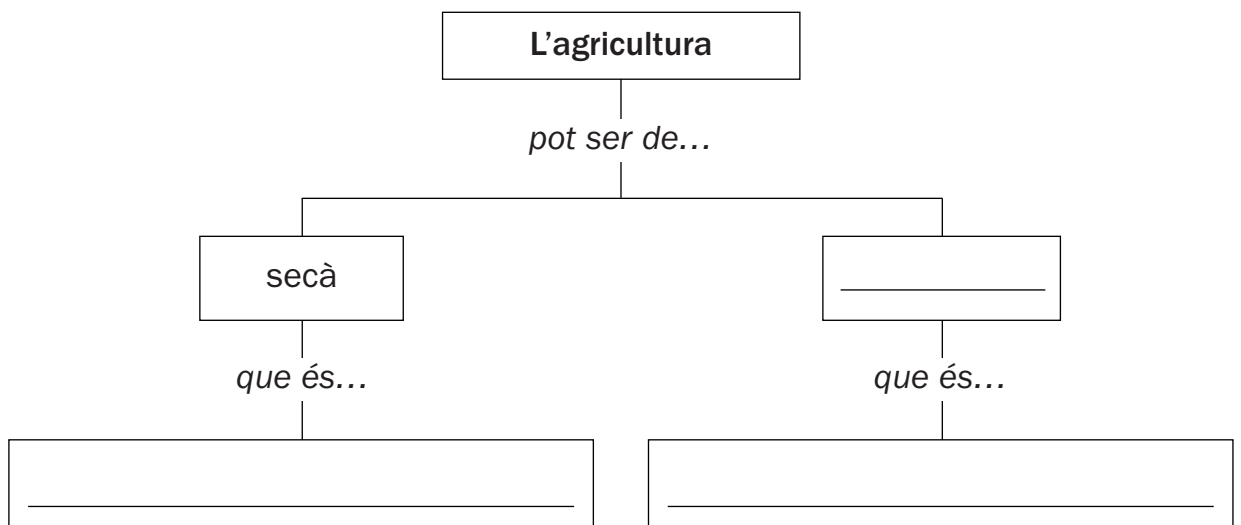 L’agricultura
pot ser de…
secà
que és…
que és…